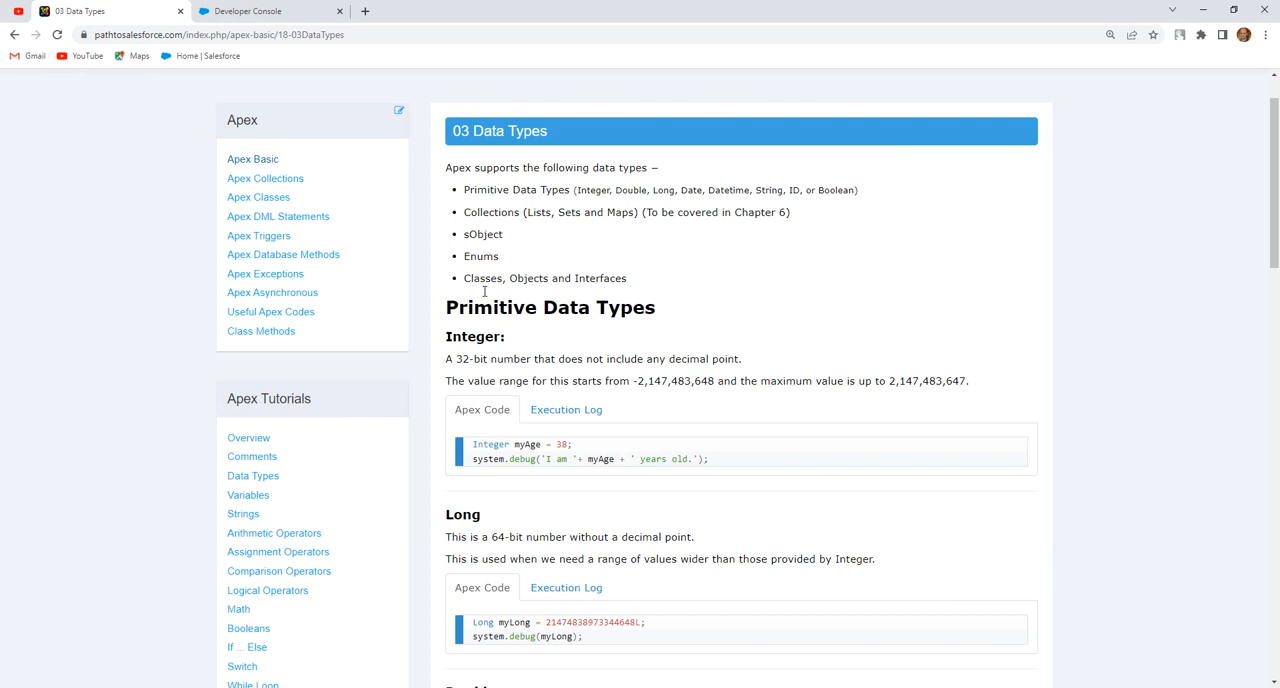 03 Data Types
Developer Console
pathtosalesforce.com/index.php/apex-basic/18-03DataTypes
Gmail
YouTube
Maps
Home | Salesforce
Apex
Apex Basic
Apex Collections
Apex Classes
Apex DML Statements
Apex Triggers
Apex Database Methods
Apex Exceptions
Apex Asynchronous
Useful Apex Codes
Class Methods
Apex Tutorials
Overview
Comments
Data Types
Variables
Strings
Arithmetic Operators
Assignment Operators
Comparison Operators
Logical Operators
Math
Booleans
If ... Else
Switch
While Loop
03 Data Types
Apex supports the following data types –
• Primitive Data Types (Integer, Double, Long, Date, Datetime, String, ID, or Boolean)
• Collections (Lists, Sets and Maps) (To be covered in Chapter 6)
• sObject
• Enums
• Classes, Objects and Interfaces
Primitive Data Types
Integer:
A 32-bit number that does not include any decimal point.
The value range for this starts from -2,147,483,648 and the maximum value is up to 2,147,483,647.
Apex Code Execution Log
Integer myAge = 38;
system.debug('I am '+ myAge + ' years old.');
Long
This is a 64-bit number without a decimal point.
This is used when we need a range of values wider than those provided by Integer.
Apex Code Execution Log
Long myLong = 21474838973344648L;
system.debug(myLong);